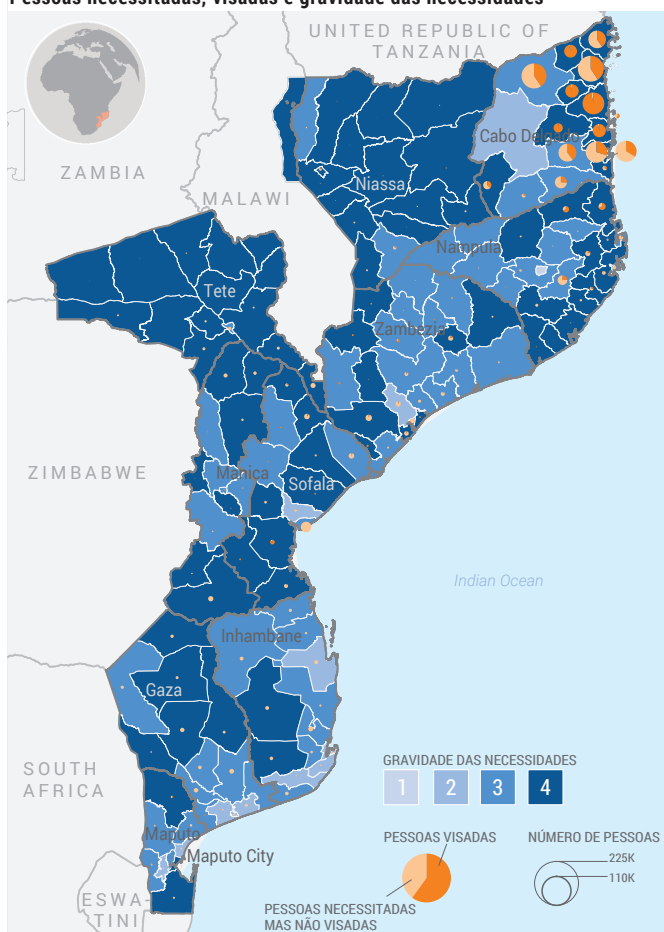 Pessoas necessitadas, visadas e gravidade das necessidades
UNITED REPUBLIC OF
TANZANIA
ZAMBIA
MALAWI
Cabo Delgado
Niassa
Nampula
Tete
Zambezia
ZIMBABWE
Manica
Sofala
Indian Ocean
Inhambane
Gaza
SOUTH
AFRICA
Maputo
Maputo City
ESWA-
TINI
GRAVIDADE DAS NECESSIDADES
1 2 3 4
PESSOAS VISADAS
NÚMERO DE PESSOAS
225K
110K
PESSOAS NECESSITADAS
MAS NÃO VISADAS